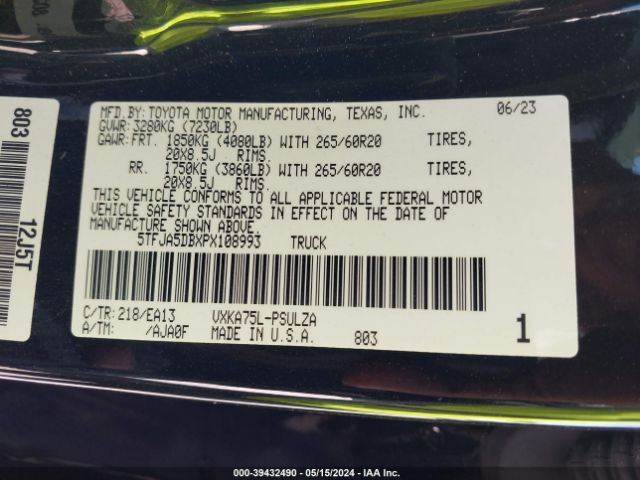 MFD.BY:TOYOTA MOTOR MANUFACTURING, TEXAS, INC. 06/23
GVWR:3280KG (7230LB)
GAWR:FRT. 1850KG (4080LB) WITH 265/60R20 TIRES,
20X8.5J RIMS.
RR. 1750KG (3860LB) WITH 265/60R20 TIRES,
20X8.5J RIMS.
THIS VEHICLE CONFORMS TO ALL APPLICABLE FEDERAL MOTOR
VEHICLE SAFETY STANDARDS IN EFFECT ON THE DATE OF
MANUFACTURE SHOWN ABOVE.
5TFJA5DBXPX108993 TRUCK
C/TR:218/EA13 VXKA75L-PSULZA
A/TM: /AJA0F MADE IN U.S.A. 803 1
803
12J5T
VXKA-39432490 - 05/15/2024 - IAA Inc.